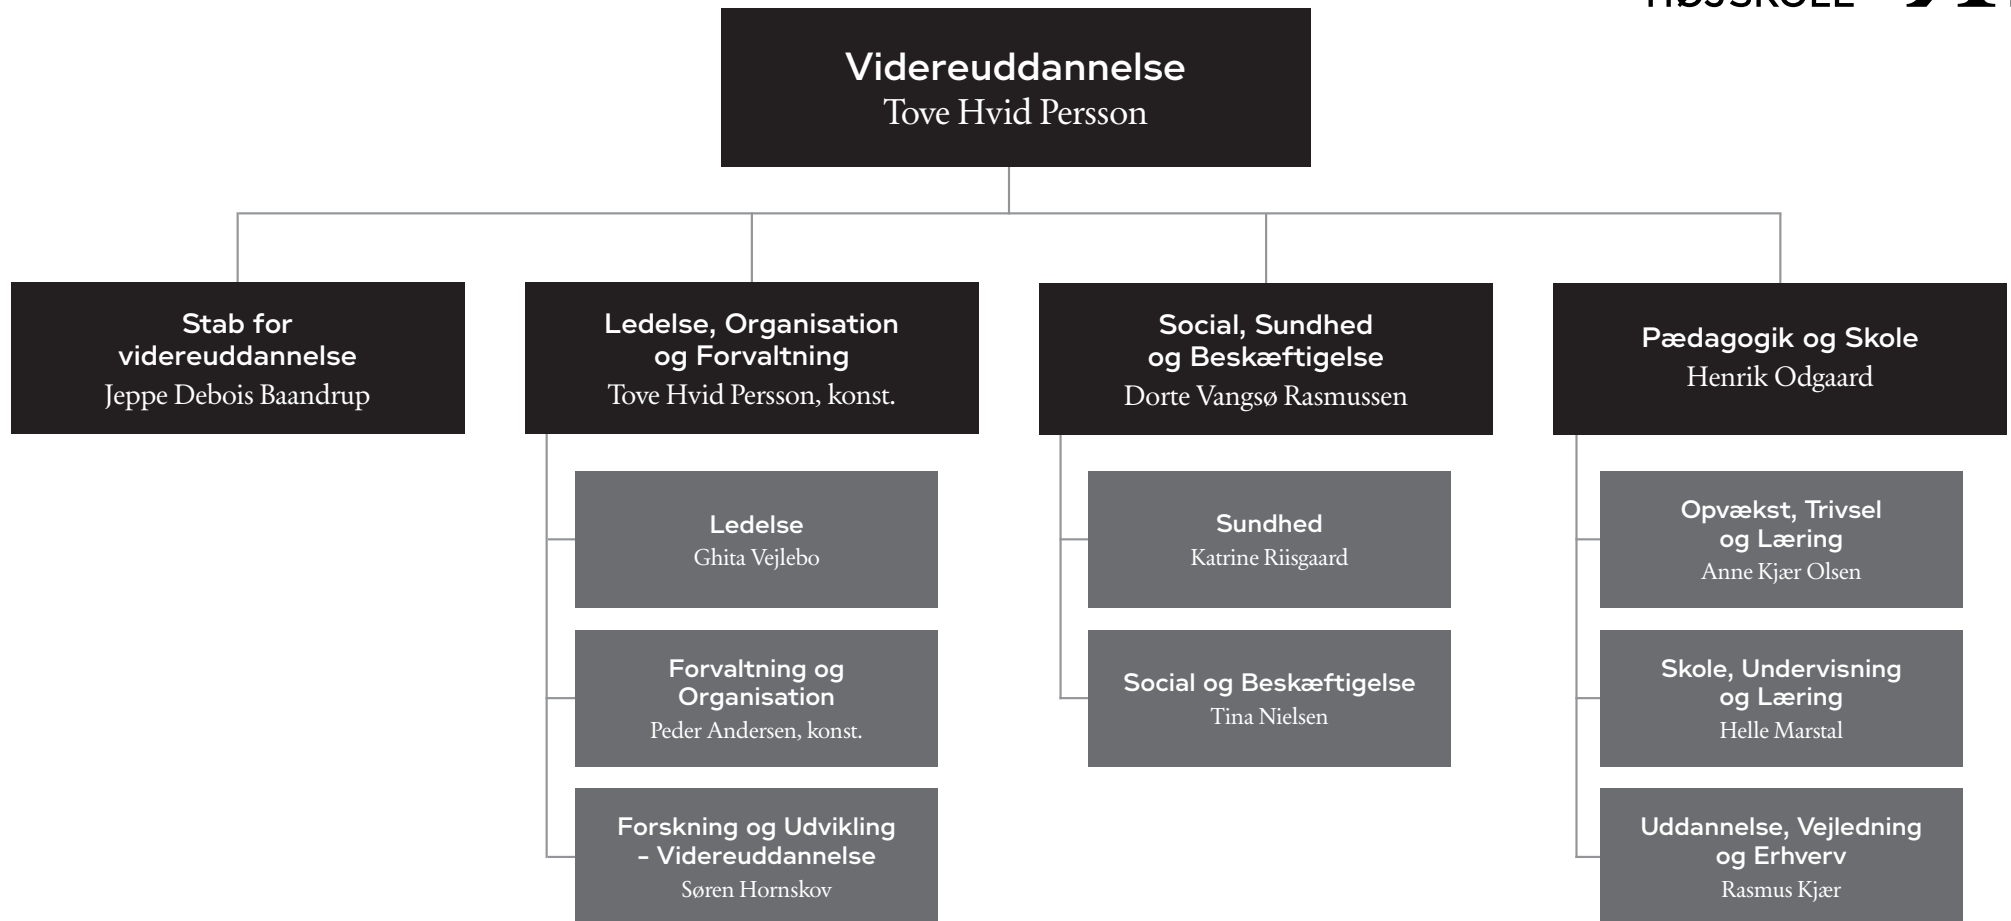 Videreuddannelse
Tove Hvid Persson
Stab for
videreuddannelse
Jeppe Debois Baandrup
Ledelse, Organisation
og Forvaltning
Tove Hvid Persson, konst.
Social, Sundhed
og Beskæftigelse
Dorte Vangsø Rasmussen
Pædagogik og Skole
Henrik Odgaard
Ledelse
Ghita Vejlebo
Forvaltning og
Organisation
Peder Andersen, konst.
Forskning og Udvikling
- Videreuddannelse
Søren Hornskov
Sundhed
Katrine Riisgaard
Social og Beskæftigelse
Tina Nielsen
Opvækst, Trivsel
og Læring
Anne Kjær Olsen
Skole, Undervisning
og Læring
Helle Marstal
Uddannelse, Vejledning
og Erhverv
Rasmus Kjær